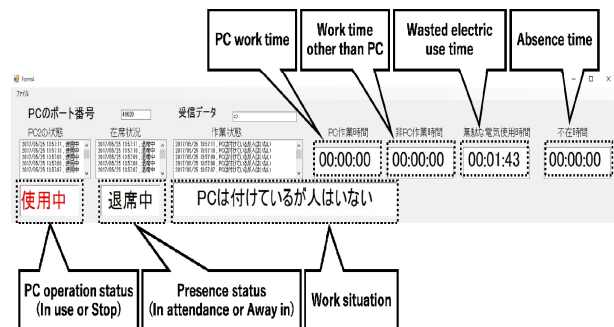 PC work time
Work time
other than PC
Wasted electric
use time
Absence time
Form1
ファイル
PCのポート番号
受信データ
PC2の状態
在席状況
作業状態
PC作業時間
非PC作業時間
無駄な電気使用時間
不在時間
00:00:00
00:00:00
00:01:43
00:00:00
使用中
退席中
PCは付けているが人はいない
PC operation status
(In use or Stop)
Presence status
(In attendance or Away in)
Work situation